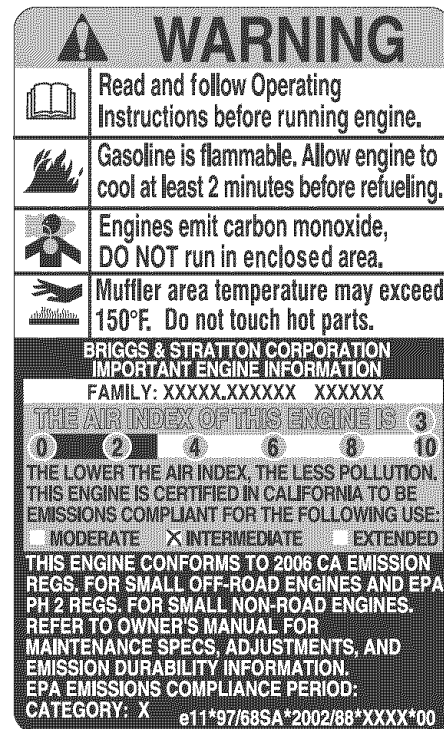 WARNING
Read and follow Operating
Instructions before running engine.
Gasoline is flammable. Allow engine to
cool at least 2 minutes before refueling.
Engines emit carbon monoxide,
DO NOT run in enclosed area.
Muffler area temperature may exceed
150°F. Do not touch hot parts.
BRIGGS & STRATTON CORPORATION
IMPORTANT ENGINE INFORMATION
FAMILY: XXXXX.XXXXXX XXXXXX
THE AIR INDEX OF THIS ENGINE IS 3
0 2 4 6 8 10
THE LOWER THE AIR INDEX, THE LESS POLLUTION.
THIS ENGINE IS CERTIFIED IN CALIFORNIA TO BE
EMISSIONS COMPLIANT FOR THE FOLLOWING USE:
MODERATE X INTERMEDIATE EXTENDED
THIS ENGINE CONFORMS TO 2006 CA EMISSION
REGS. FOR SMALL OFF-ROAD ENGINES AND EPA
PH 2 REGS. FOR SMALL NON-ROAD ENGINES.
REFER TO OWNER'S MANUAL FOR
MAINTENANCE SPECS, ADJUSTMENTS, AND
EMISSION DURABILITY INFORMATION.
EPA EMISSIONS COMPLIANCE PERIOD:
CATEGORY: X e11*97/68SA*2002/88*XXXX*00